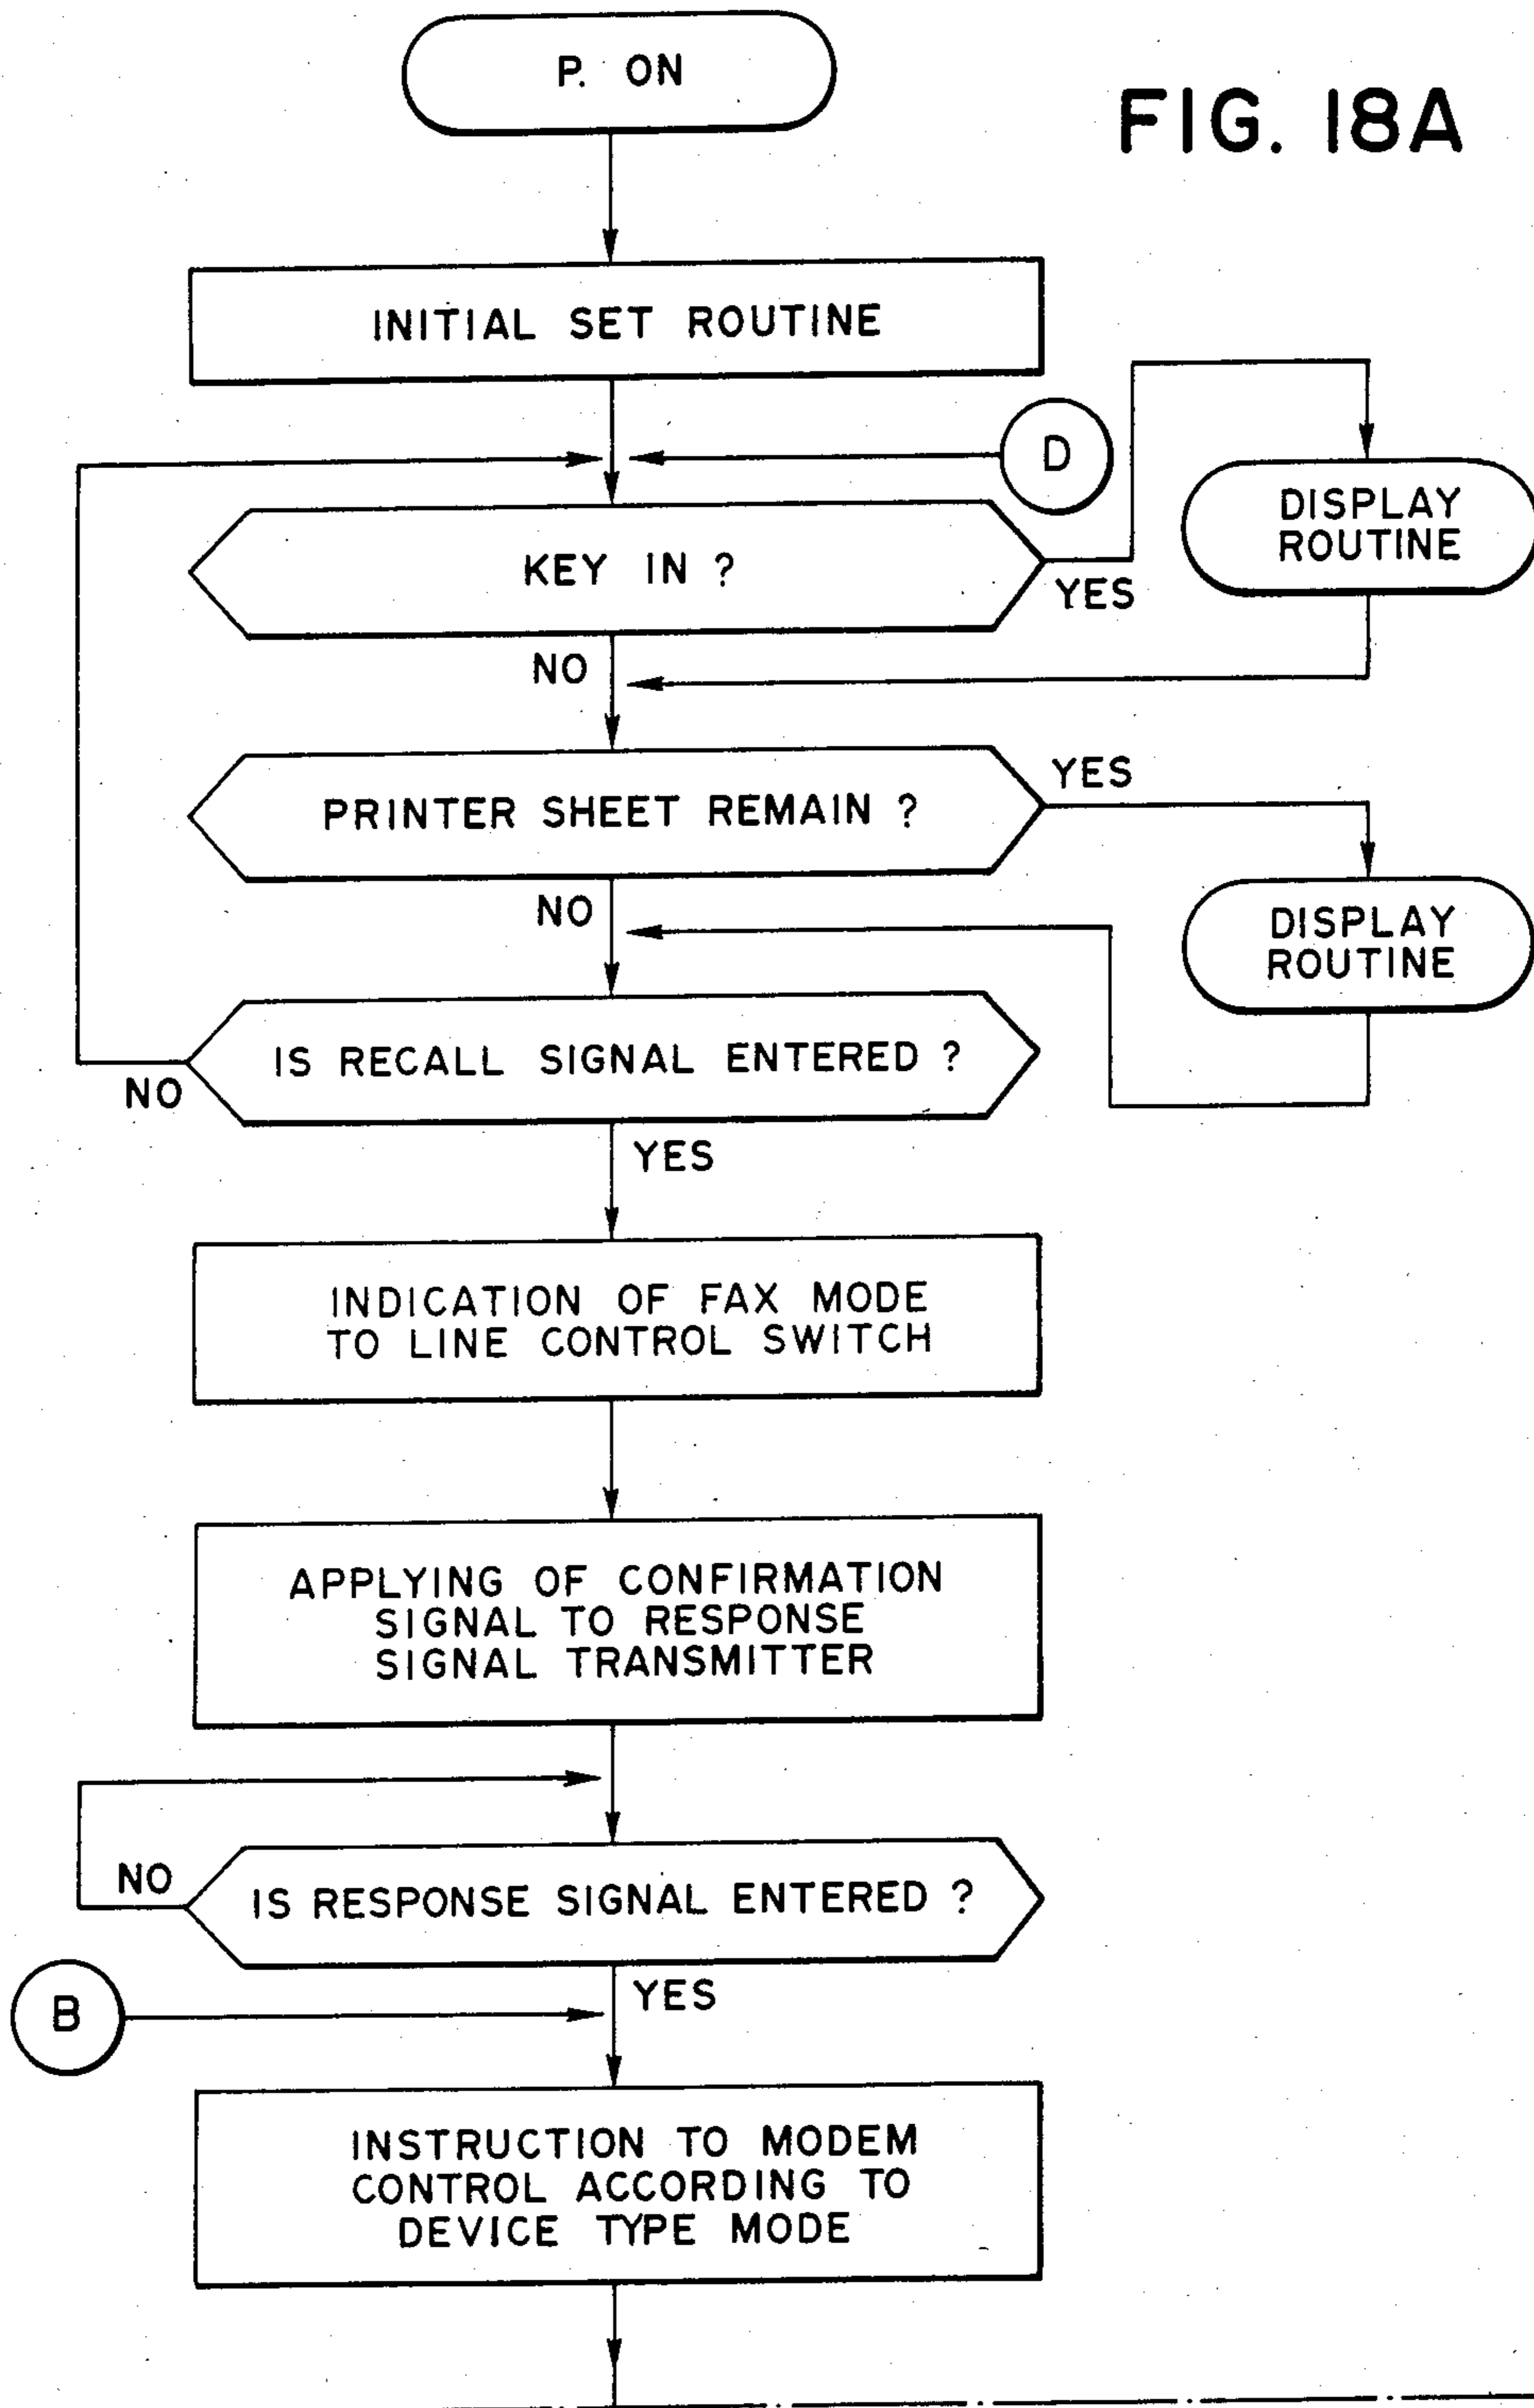 P. ON
FIG. 18A
INITIAL SET ROUTINE
D
DISPLAY
ROUTINE
KEY IN ?
YES
NO
YES
PRINTER SHEET REMAIN ?
NO
DISPLAY
ROUTINE
IS RECALL SIGNAL ENTERED ?
NO
YES
INDICATION OF FAX MODE
TO LINE CONTROL SWITCH
APPLYING OF CONFIRMATION
SIGNAL TO RESPONSE
SIGNAL TRANSMITTER
NO
IS RESPONSE SIGNAL ENTERED ?
YES
B
INSTRUCTION TO MODEM
CONTROL ACCORDING TO
DEVICE TYPE MODE